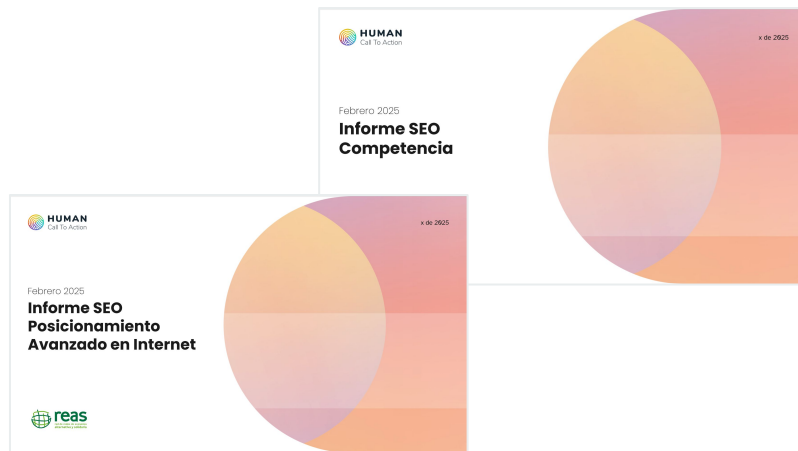 HUMAN
Call To Action
x de 2025
Febrero 2025
Informe SEO
Competencia
HUMAN
Call To Action
x de 2025
Febrero 2025
Informe SEO
Posicionamiento
Avanzado en Internet
reas